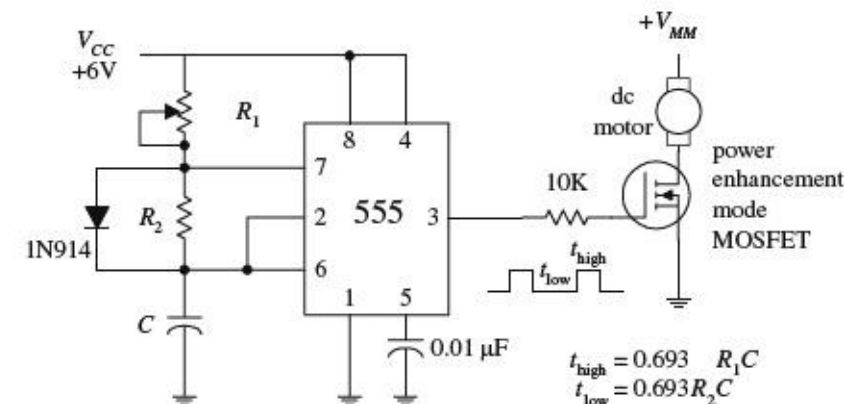 V_CC
+6V
R_1
R_2
1N914
C
8 4
7
2
6
555
3
1 5
0.01 μF
10K
t_high
t_low
+V_MM
dc
motor
power
enhancement
mode
MOSFET
t_high = 0.693 R_1C
t_low = 0.693R_2C